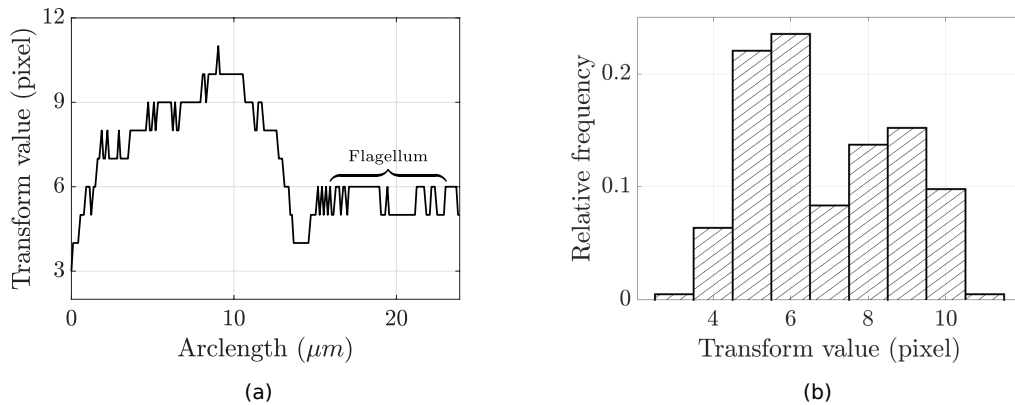 12
9
6
3
0
10
20
Transform value (pixel)
Arclength (μm)
Flagellum
(a)
0.2
0.1
0
4
6
8
10
Relative frequency
Transform value (pixel)
(b)